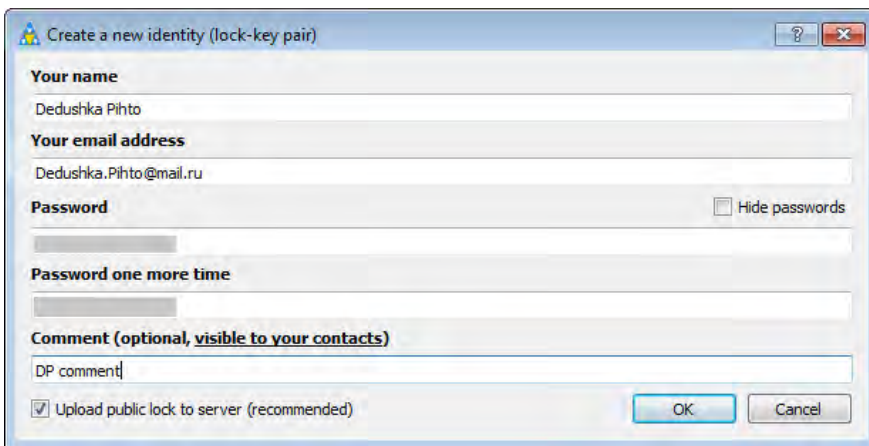 Create a new identity (lock-key pair)
?
Your name
Dedushka Pihto
Your email address
Dedushka.Pihto@mail.ru
Password
Hide passwords
Password one more time
Comment (optional, visible to your contacts)
DP comment
Upload public lock to server (recommended)
OK
Cancel